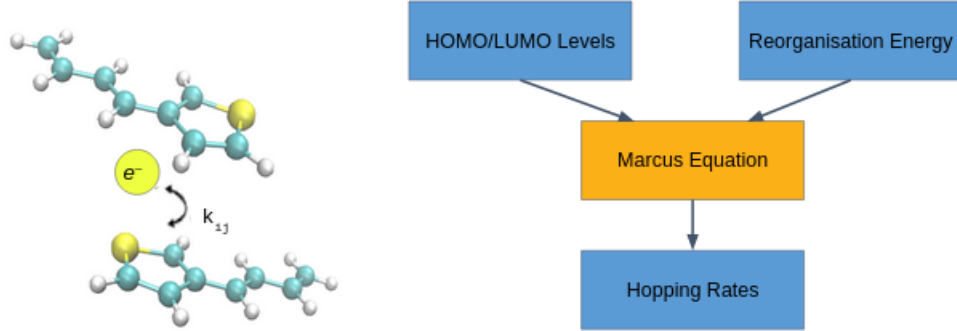 HOMO/LUMO Levels
Reorganisation Energy
Marcus Equation
Hopping Rates
e⁻
k_ij